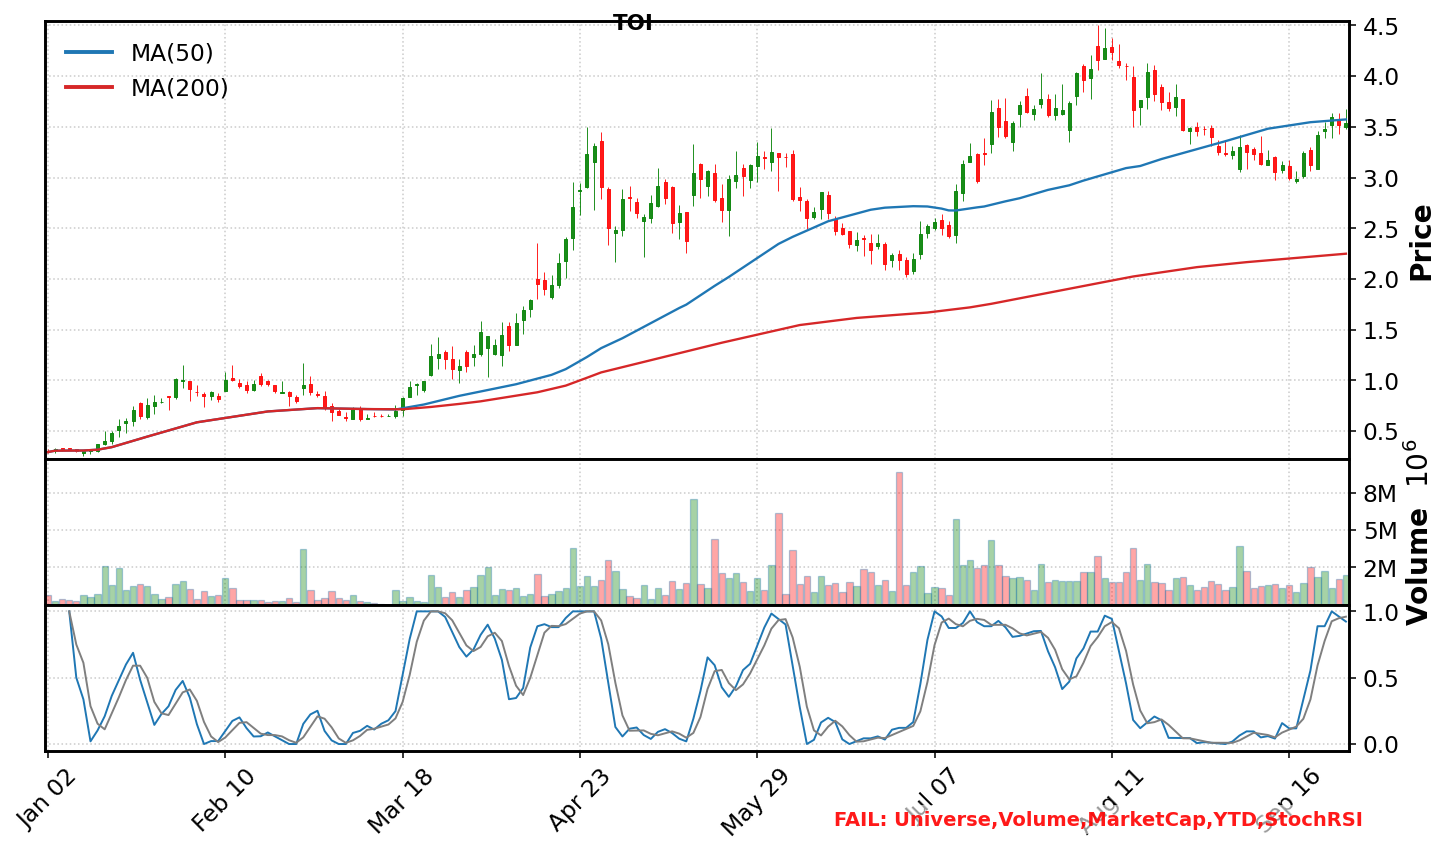 TOI
MA(50)
MA(200)
4.5
4.0
3.5
3.0
2.5
2.0
1.5
1.0
0.5
Price
8M
5M
2M
Volume 10^6
1.0
0.5
0.0
Jan 02
Feb 10
Mar 18
Apr 23
May 29
Jul 07
Aug 11
Sep 16
FAIL: Universe,Volume,MarketCap,YTD,StochRSI